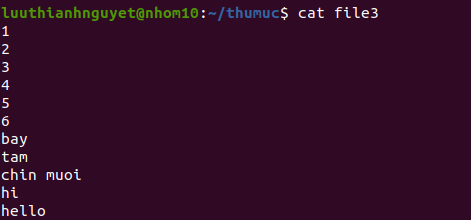 luuthianhnguyet@nhom10:~/thumuc$ cat file3
1
2
3
4
5
6
bay
tam
chin muoi
hi
hello